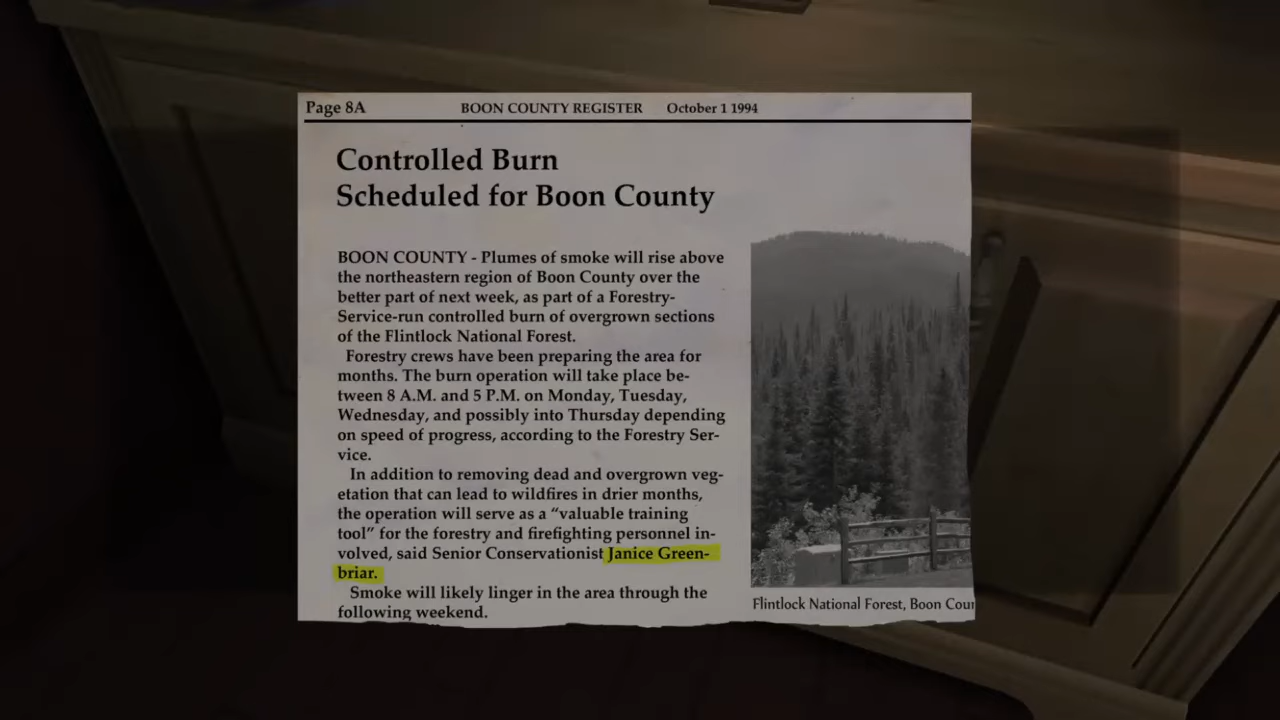 Page 8A BOON COUNTY REGISTER October 1 1994
Controlled Burn
Scheduled for Boon County
BOON COUNTY - Plumes of smoke will rise above
the northeastern region of Boon County over the
better part of next week, as part of a Forestry-
Service-run controlled burn of overgrown sections
of the Flintlock National Forest.
Forestry crews have been preparing the area for
months. The burn operation will take place be-
tween 8 A.M. and 5 P.M. on Monday, Tuesday,
Wednesday, and possibly into Thursday depending
on speed of progress, according to the Forestry Ser-
vice.
In addition to removing dead and overgrown veg-
etation that can lead to wildfires in drier months,
the operation will serve as a “valuable training
tool” for the forestry and firefighting personnel in-
volved, said Senior Conservationist Janice Green-
briar.
Smoke will likely linger in the area through the
following weekend.
Flintlock National Forest, Boon Coun